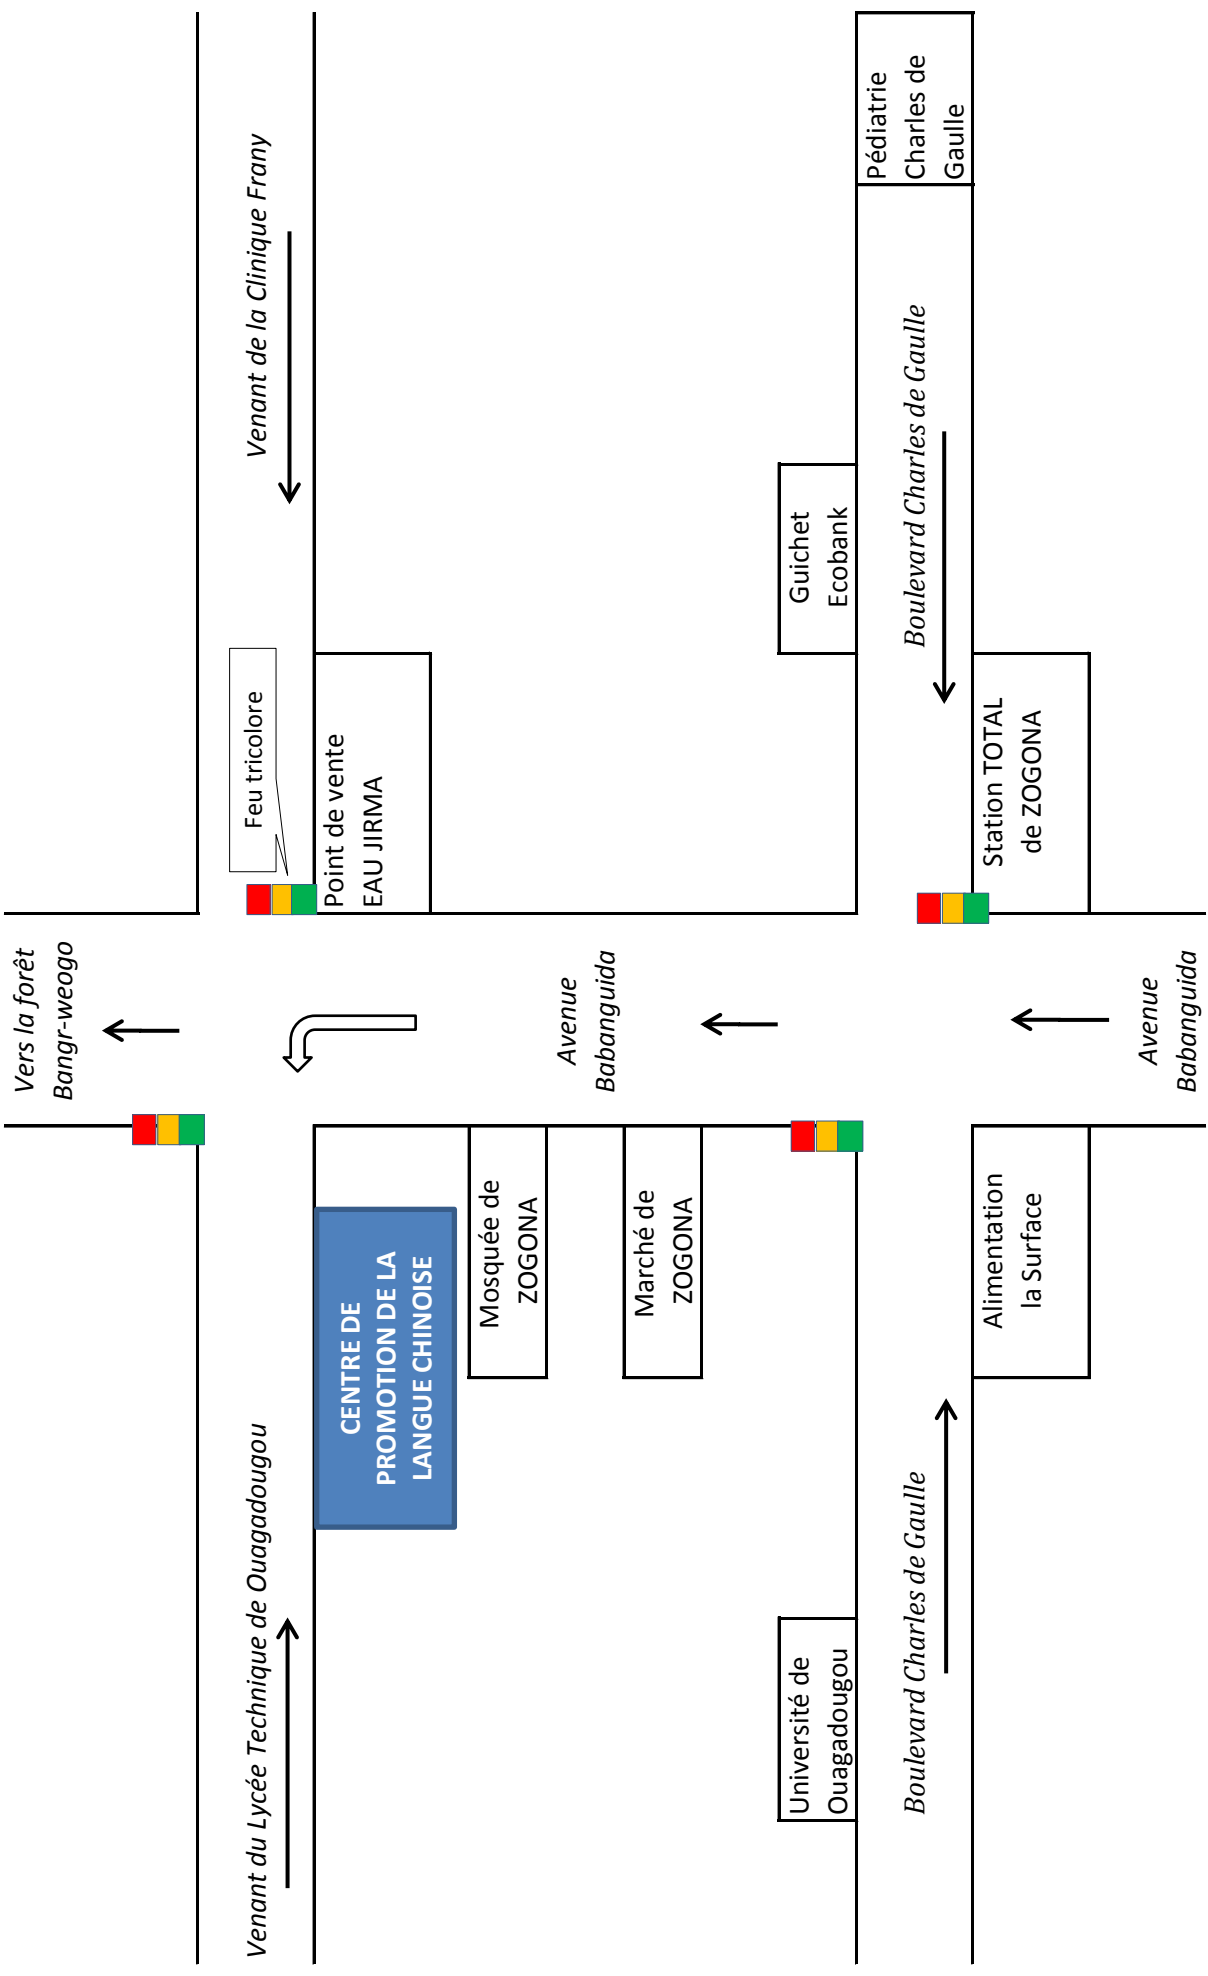 Vers la forêt
Bangr-weogo
Venant du Lycée Technique de Ouagadougou
Feu tricolore
Venant de la Clinique Frany
CENTRE DE
PROMOTION DE LA
LANGUE CHINOISE
Point de vente
EAU JIRMA
Mosquée de
ZOGONA
Avenue
Babanguida
Marché de
ZOGONA
Université de
Ouagadougou
Guichet
Ecobank
Boulevard Charles de Gaulle
Boulevard Charles de Gaulle
Pédiatrie
Charles de
Gaulle
Alimentation
la Surface
Station TOTAL
de ZOGONA
Avenue
Babanguida